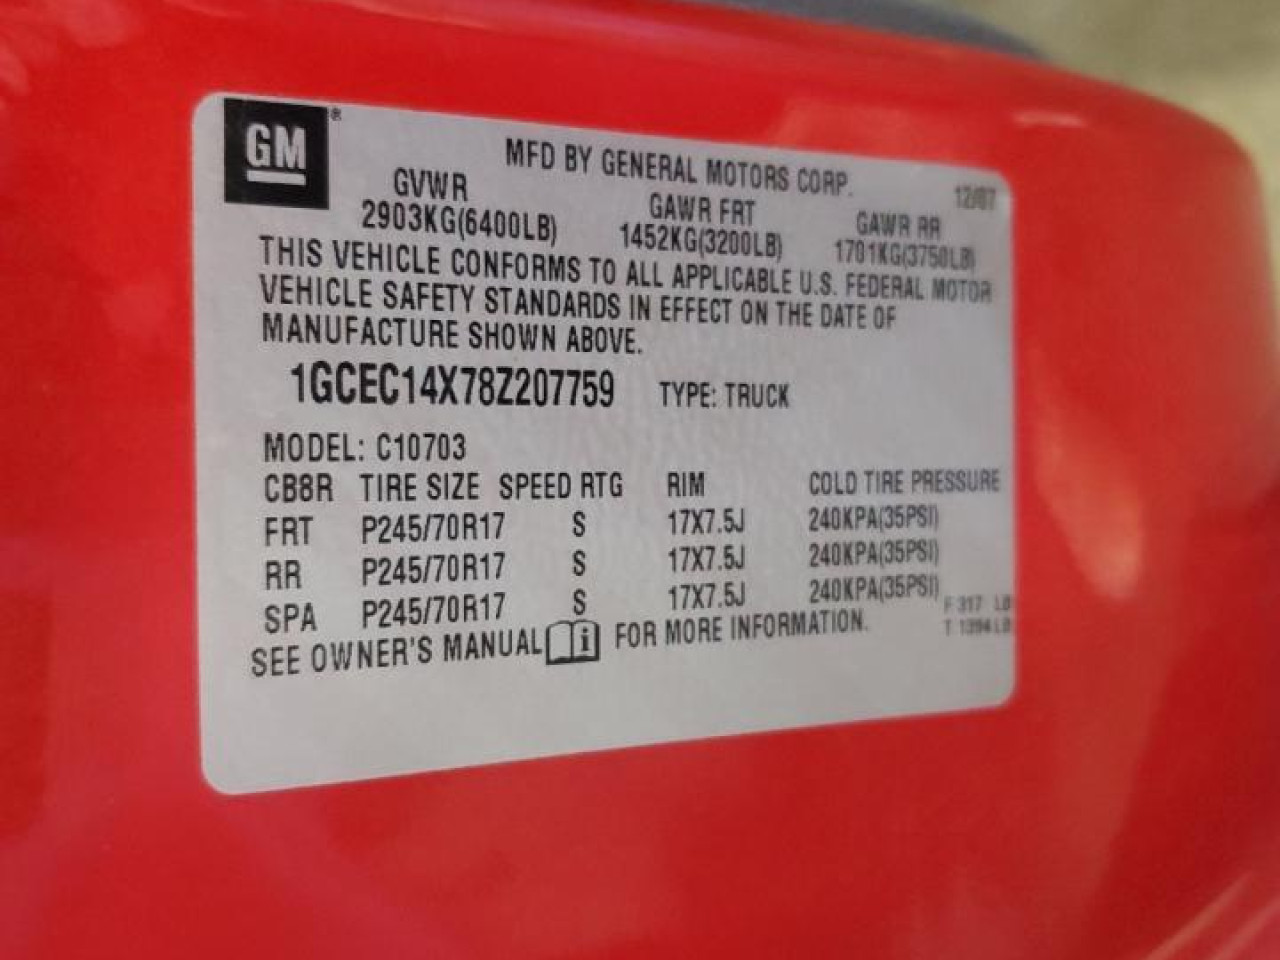 GM®
MFD BY GENERAL MOTORS CORP.
12/07
GVWR GAWR FRT GAWR RR
2903KG(6400LB) 1452KG(3200LB) 1701KG(3750LB)
THIS VEHICLE CONFORMS TO ALL APPLICABLE U.S. FEDERAL MOTOR
VEHICLE SAFETY STANDARDS IN EFFECT ON THE DATE OF
MANUFACTURE SHOWN ABOVE.
1GCEC14X78Z207759 TYPE: TRUCK
MODEL: C10703
CB8R TIRE SIZE SPEED RTG RIM COLD TIRE PRESSURE
FRT P245/70R17 S 17X7.5J 240KPA(35PSI)
RR P245/70R17 S 17X7.5J 240KPA(35PSI)
SPA P245/70R17 S 17X7.5J 240KPA(35PSI)
F 317 LB
T 1394 LB
SEE OWNER'S MANUAL i FOR MORE INFORMATION.